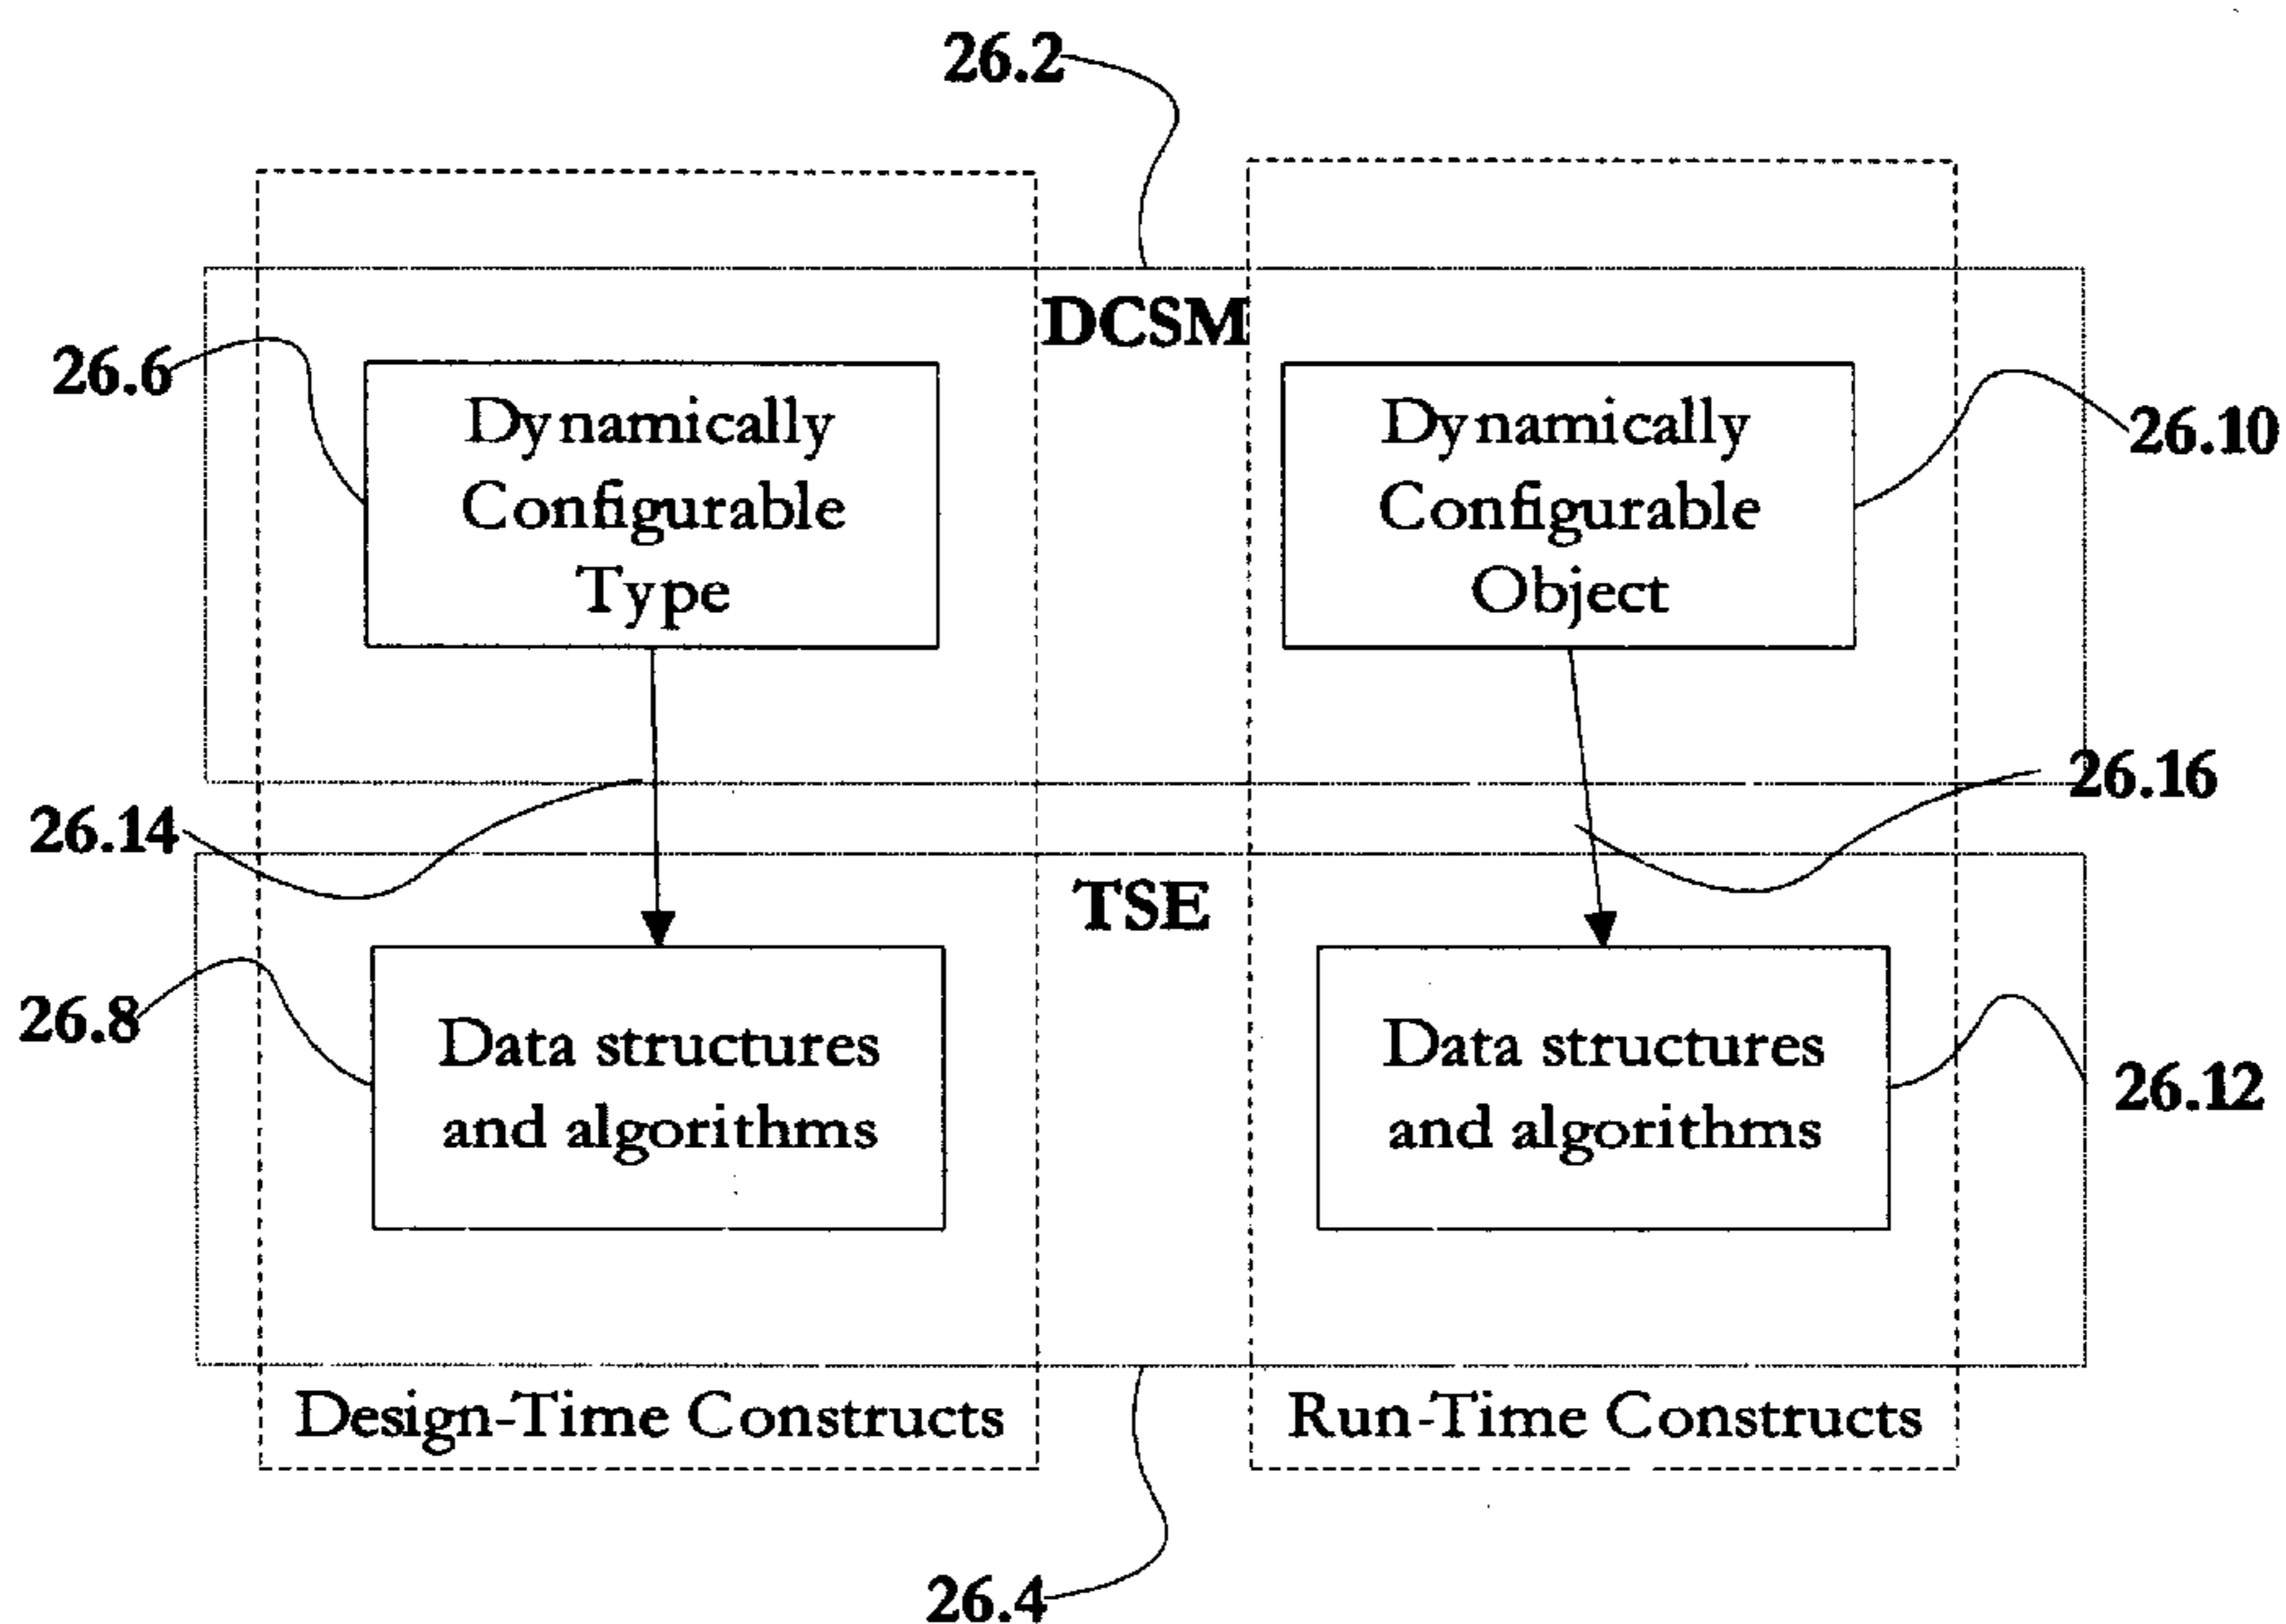 26.2
DCSM
26.6
Dynamically
Configurable
Type
Dynamically
Configurable
Object
26.10
26.14
26.16
TSE
26.8
Data structures
and algorithms
Data structures
and algorithms
26.12
Design-Time Constructs
Run-Time Constructs
26.4